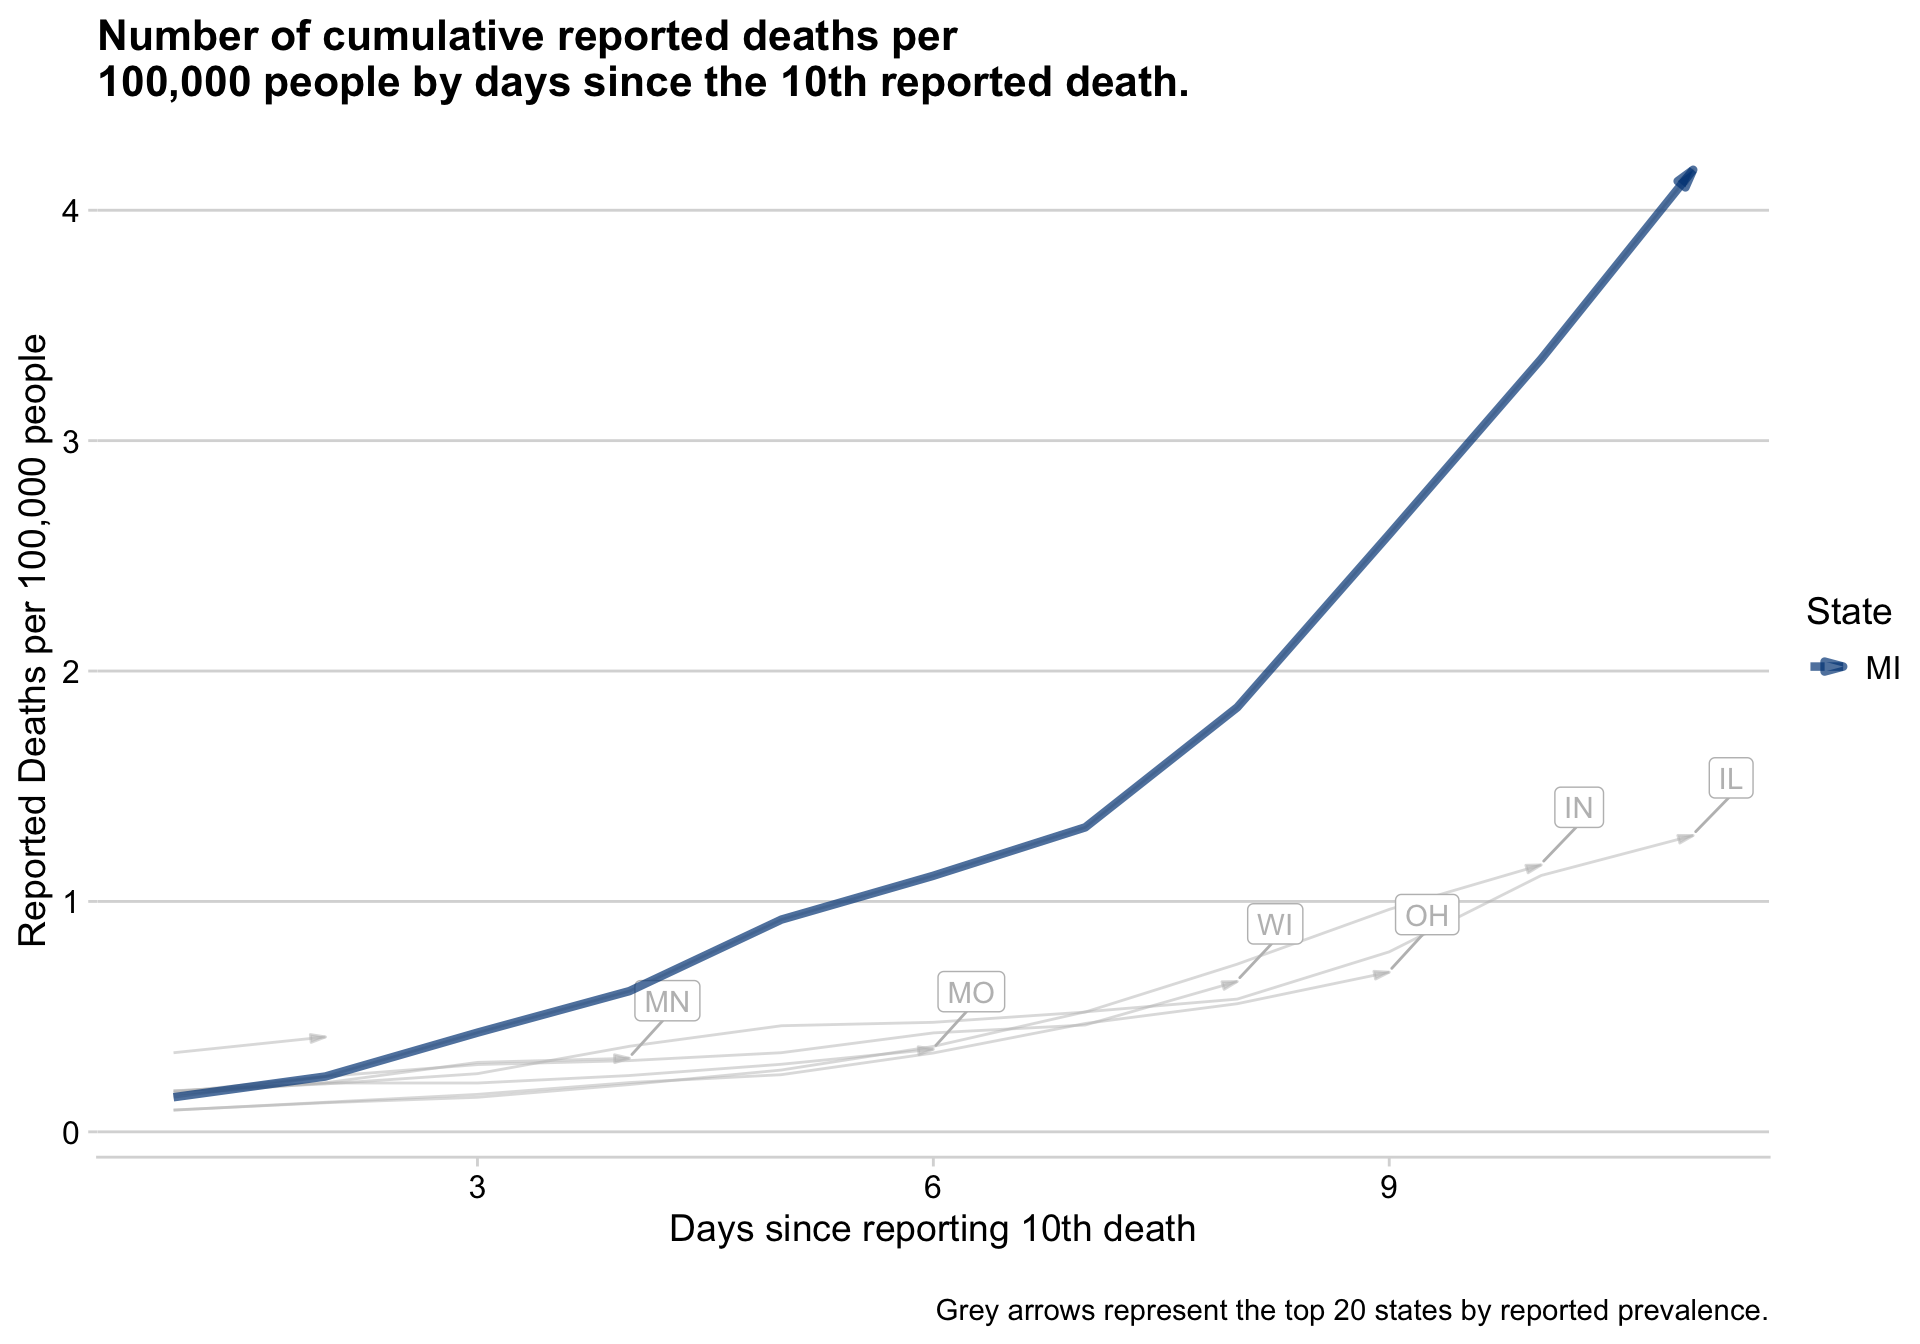 Number of cumulative reported deaths per
100,000 people by days since the 10th reported death.
Reported Deaths per 100,000 people
4
3
2
1
0
MN
MO
WI
OH
IN
IL
State
MI
3
6
9
Days since reporting 10th death
Grey arrows represent the top 20 states by reported prevalence.